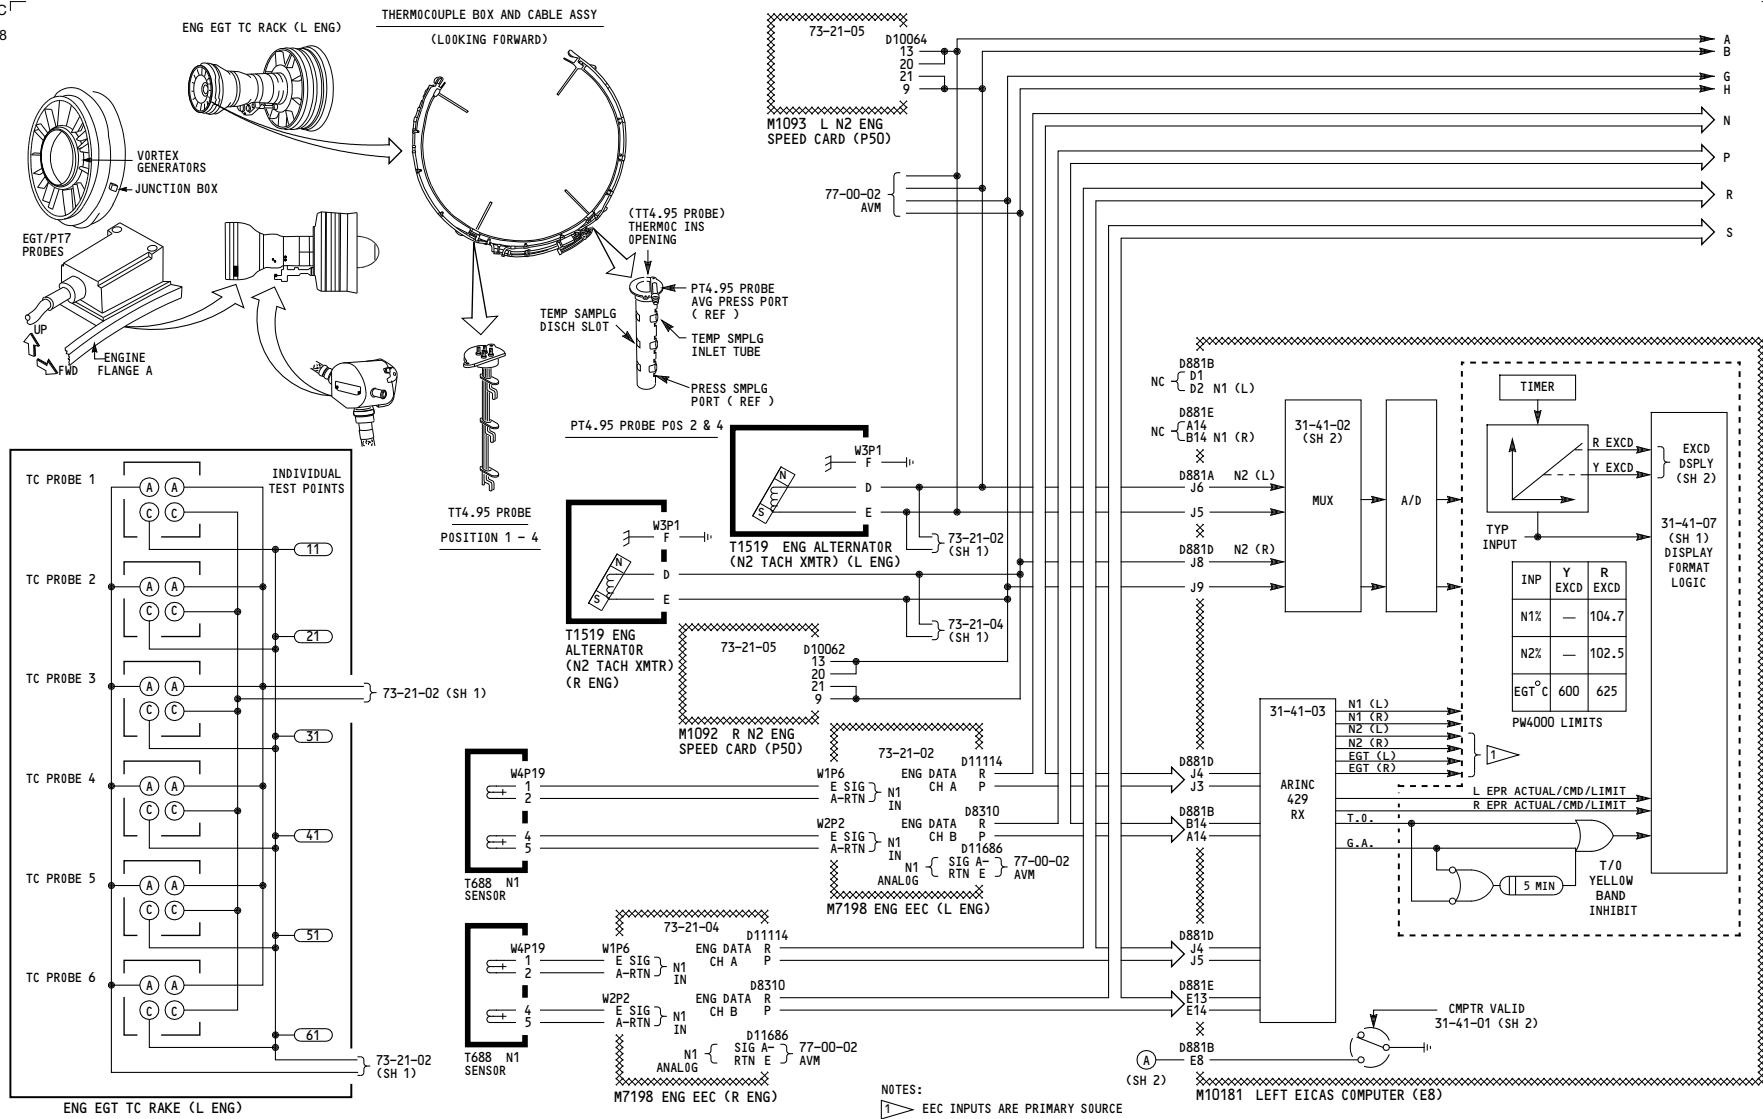 C
8
ENG EGT TC RACK (L ENG)
THERMOCOUPLE BOX AND CABLE ASSY
(LOOKING FORWARD)
VORTEX
GENERATORS
JUNCTION BOX
EGT/PT7
PROBES
UP
FWD
ENGINE
FLANGE A
(TT4.95 PROBE)
THERMOC INS
OPENING
PT4.95 PROBE
AVG PRESS PORT
( REF )
TEMP SAMPLG
DISCH SLOT
TEMP SMPLG
INLET TUBE
PRESS SMPLG
PORT ( REF )
PT4.95 PROBE POS 2 & 4
TT4.95 PROBE
POSITION 1 - 4
73-21-05
D10064
13
20
21
9
M1093 L N2 ENG
SPEED CARD (P50)
77-00-02
AVM
A
B
G
H
N
P
R
S
TC PROBE 1
A A
C C
INDIVIDUAL
TEST POINTS
11
TC PROBE 2
A A
C C
21
TC PROBE 3
A A
C C
73-21-02 (SH 1)
31
TC PROBE 4
A A
C C
41
TC PROBE 5
A A
C C
51
TC PROBE 6
A A
C C
61
73-21-02
(SH 1)
ENG EGT TC RAKE (L ENG)
W3P1
F
D
E
N
S
73-21-02
(SH 1)
T1519 ENG ALTERNATOR
(N2 TACH XMTR) (L ENG)
W3P1
F
D
E
N
S
73-21-04
(SH 1)
T1519 ENG
ALTERNATOR
(N2 TACH XMTR)
(R ENG)
73-21-05
D10062
13
20
21
9
M1092 R N2 ENG
SPEED CARD (P50)
W4P19
1
2
4
5
T688 N1
SENSOR
73-21-02
W1P6
E SIG
A-RTN
N1
IN
W2P2
E SIG
A-RTN
N1
IN
D11114
ENG DATA R
CH A P
D8310
ENG DATA R
CH B P
D11686
N1
ANALOG
SIG A-
RTN E
77-00-02
AVM
M7198 ENG EEC (L ENG)
W4P19
1
2
4
5
T688 N1
SENSOR
73-21-04
W1P6
E SIG
A-RTN
N1
IN
W2P2
E SIG
A-RTN
N1
IN
D11114
ENG DATA R
CH A P
D8310
ENG DATA R
CH B P
D11686
N1
ANALOG
SIG A-
RTN E
77-00-02
AVM
M7198 ENG EEC (R ENG)
D881B
NC D1
D2 N1 (L)
D881E
NC A14
B14 N1 (R)
D881A N2 (L)
J6
J5
D881D N2 (R)
J8
J9
31-41-02
(SH 2)
MUX
A/D
TIMER
R EXCD
Y EXCD
EXCD
DSPLY
(SH 2)
TYP
INPUT
31-41-07
(SH 1)
DISPLAY
FORMAT
LOGIC
INP Y EXCD R EXCD
N1% — 104.7
N2% — 102.5
EGT°C 600 625
PW4000 LIMITS
31-41-03
ARINC
429
RX
N1 (L)
N1 (R)
N2 (L)
N2 (R)
EGT (L)
EGT (R)
1
L EPR ACTUAL/CMD/LIMIT
R EPR ACTUAL/CMD/LIMIT
T.O.
G.A.
5 MIN
T/O
YELLOW
BAND
INHIBIT
D881D
J4
J3
D881B
B14
A14
D881D
J4
J5
D881E
E13
E14
CMPTR VALID
31-41-01 (SH 2)
A
(SH 2)
D881B
E8
M10181 LEFT EICAS COMPUTER (E8)
NOTES:
1 EEC INPUTS ARE PRIMARY SOURCE